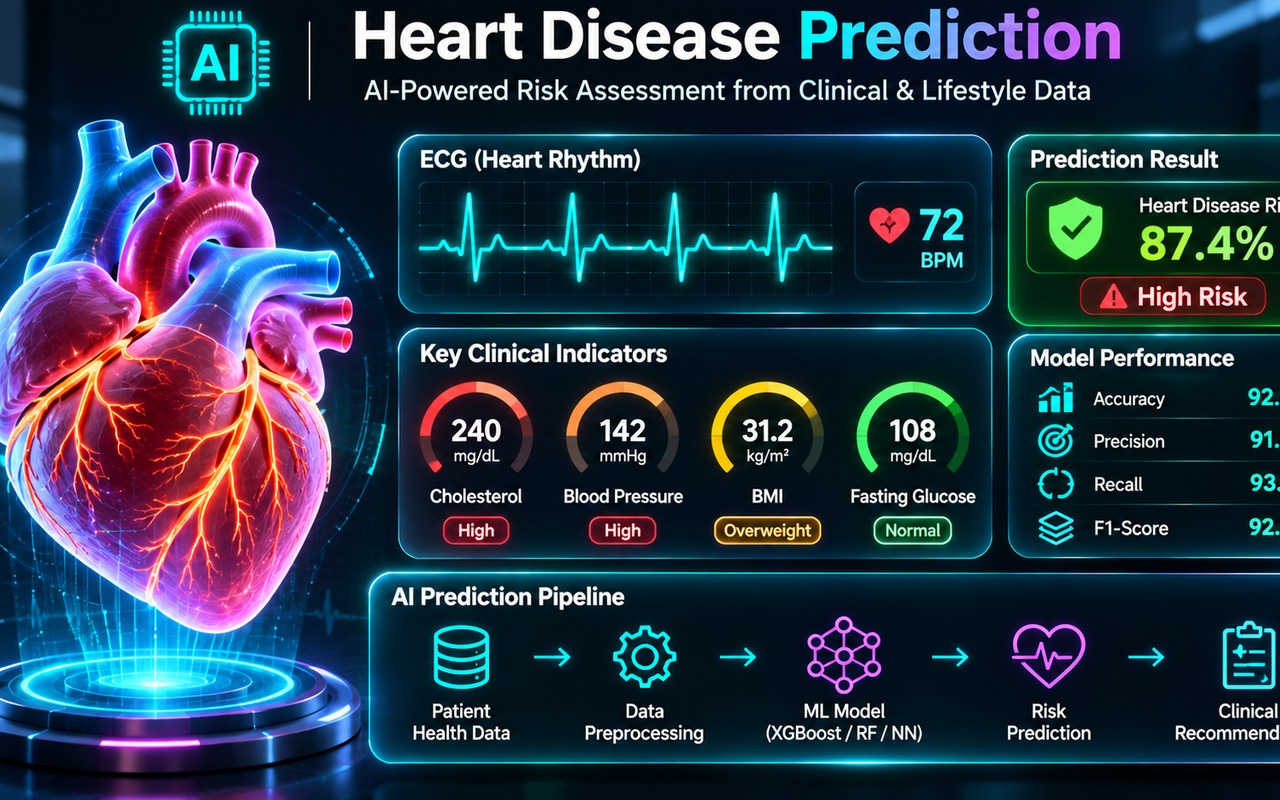 AI
Heart Disease Prediction
AI-Powered Risk Assessment from Clinical & Lifestyle Data
ECG (Heart Rhythm)
72
BPM
Prediction Result
Heart Disease Ri
87.4%
High Risk
Key Clinical Indicators
240
mg/dL
Cholesterol
High
142
mmHg
Blood Pressure
High
31.2
kg/m²
BMI
Overweight
108
mg/dL
Fasting Glucose
Normal
Model Performance
Accuracy 92.
Precision 91.
Recall 93.
F1-Score 92.
AI Prediction Pipeline
Patient
Health Data
Data
Preprocessing
ML Model
(XGBoost / RF / NN)
Risk
Prediction
Clinical
Recommend